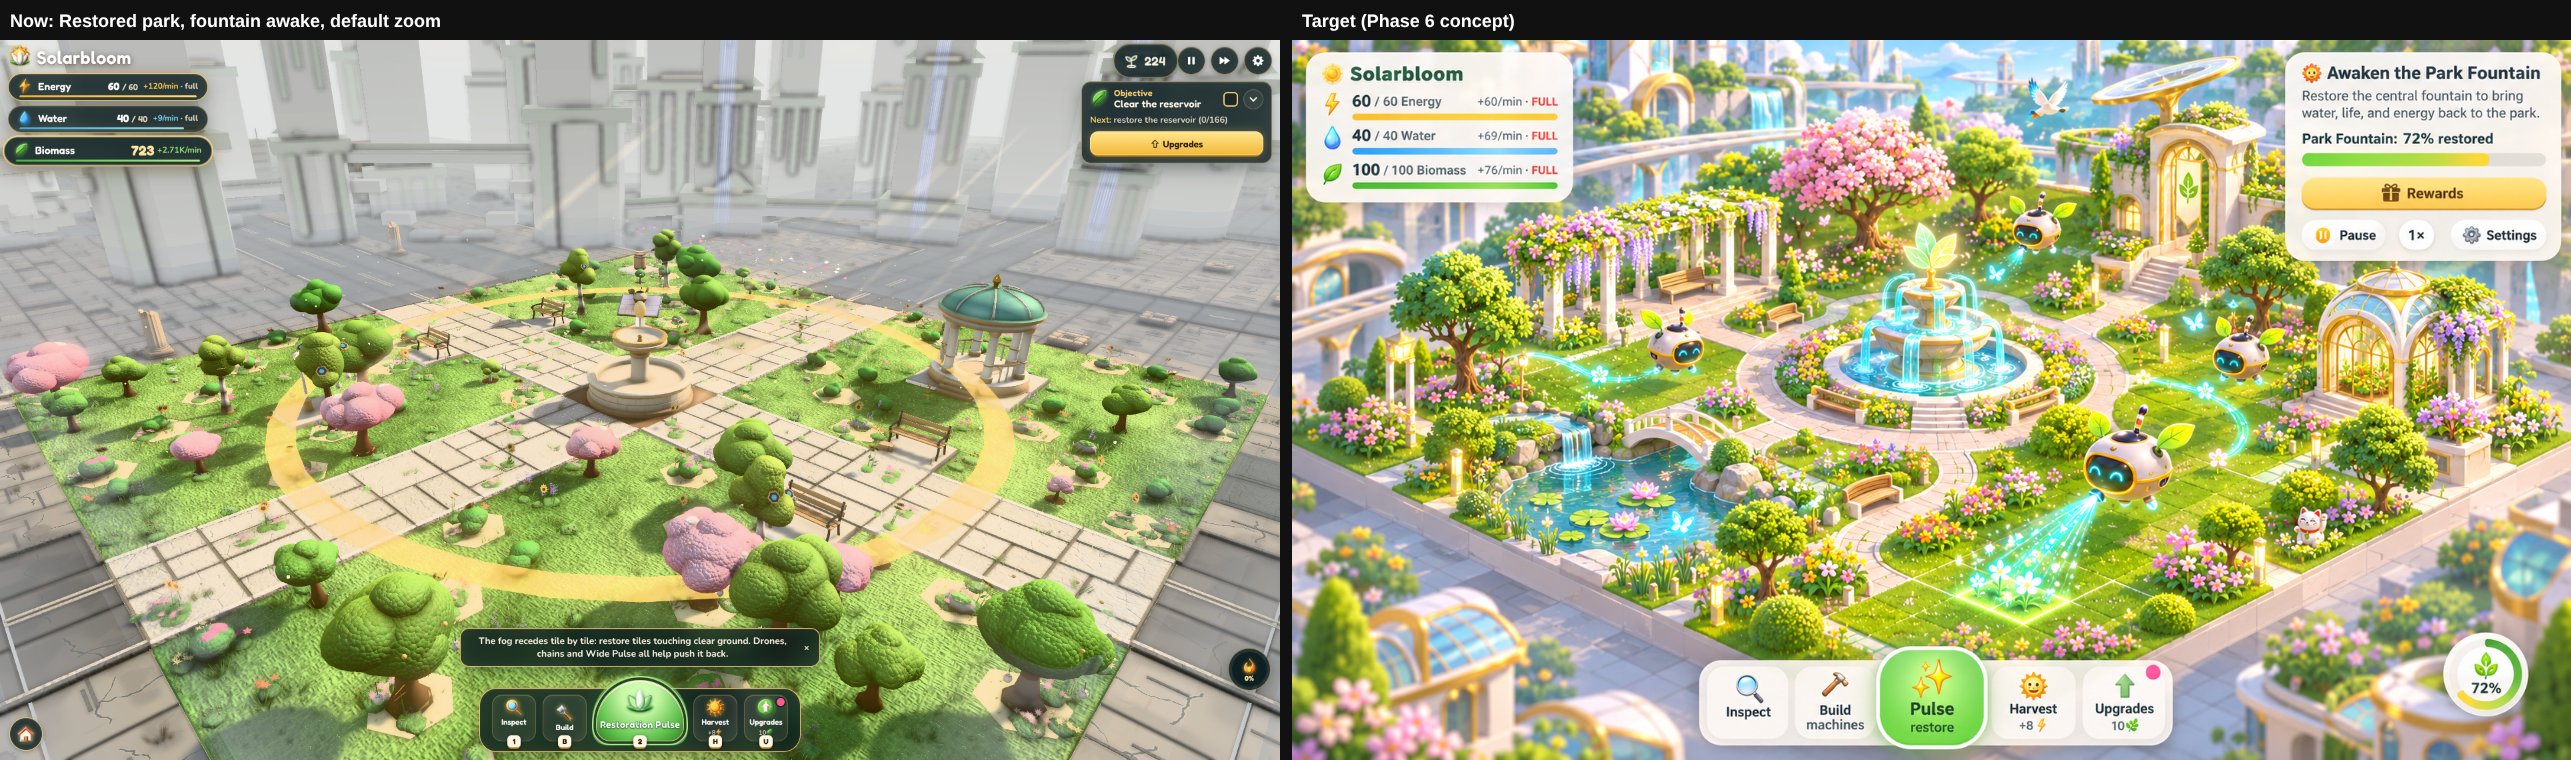 Now: Restored park, fountain awake, default zoom
Solarbloom
Energy 60 / 60 +120/min · full
Water 40 / 40 +9/min · full
Biomass 723 +2.71K/min
224
Objective
Clear the reservoir
Next: restore the reservoir (0/166)
Upgrades
The fog recedes tile by tile: restore tiles touching clear ground. Drones,
chains and Wide Pulse all help push it back.
×
0%
Inspect
1
Build
B
Restoration Pulse
2
Harvest
+8
H
Upgrades
10
U
Target (Phase 6 concept)
Solarbloom
60 / 60 Energy +60/min · FULL
40 / 40 Water +69/min · FULL
100 / 100 Biomass +76/min · FULL
Awaken the Park Fountain
Restore the central fountain to bring
water, life, and energy back to the park.
Park Fountain: 72% restored
Rewards
Pause 1× Settings
72%
Inspect
Build
machines
Pulse
restore
Harvest
+8
Upgrades
10